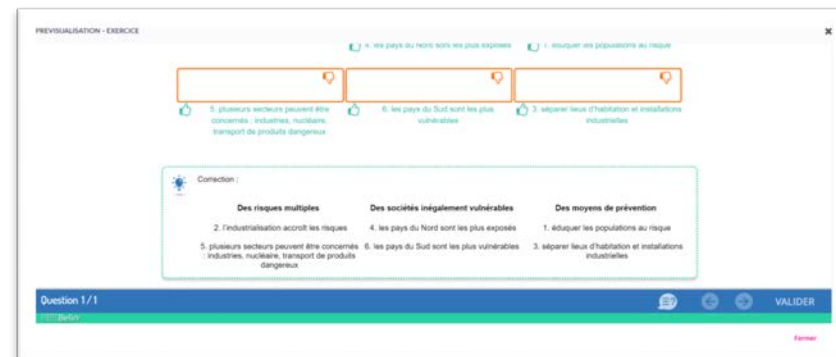 PREVISUALISATION - EXERCICE
4. les pays du Nord sont les plus exposés
1. éduquer les populations au risque
5. plusieurs secteurs peuvent être
concernés : industries, nucléaire,
transport de produits dangereux
6. les pays du Sud sont les plus
vulnérables
3. séparer lieux d'habitation et installations
industrielles
Correction :
Des risques multiples
Des sociétés inégalement vulnérables
Des moyens de prévention
2. l'industrialisation accroît les risques
4. les pays du Nord sont les plus exposés
1. éduquer les populations au risque
5. plusieurs secteurs peuvent être concernés
: industries, nucléaire, transport de produits
dangereux
6. les pays du Sud sont les plus vulnérables
3. séparer lieux d'habitation et installations
industrielles
Question 1/1
VALIDER
Belin
Fermer